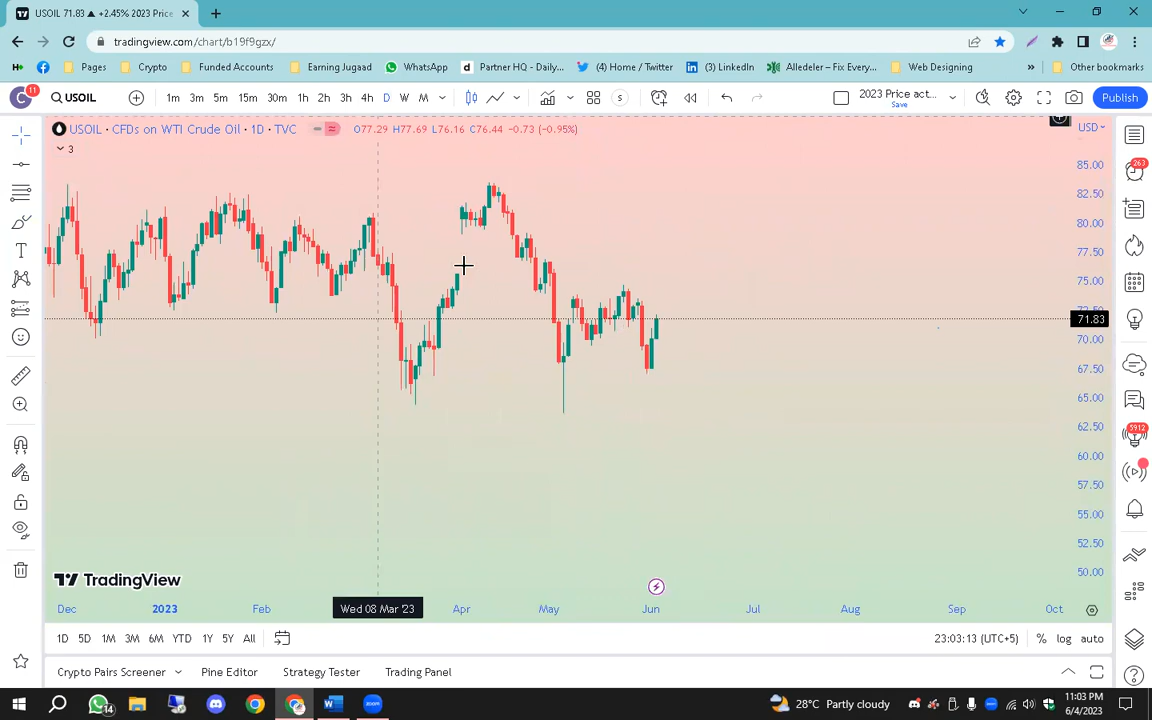 USOIL 71.83 ▲ +2.45% 2023 Price
tradingview.com/chart/b19f9gzx/
Pages Crypto Funded Accounts Earning Jugaad WhatsApp Partner HQ - Daily... (4) Home / Twitter (3) LinkedIn Alledeler – Fix Every... Web Designing » Other bookmarks
11
USOIL 1m 3m 5m 15m 30m 1h 2h 3h 4h D W M 2023 Price act... Save Publish
USOIL · CFDs on WTI Crude Oil · 1D · TVC O77.29 H77.69 L76.16 C76.44 -0.73 (-0.95%) USD
3
85.00
263
82.50
80.00
77.50
75.00
71.83
70.00
67.50
65.00
5912
62.50
60.00
57.50
55.00
52.50
50.00
TradingView
Dec 2023 Feb Wed 08 Mar '23 Apr May Jun Jul Aug Sep Oct
1D 5D 1M 3M 6M YTD 1Y 5Y All 23:03:13 (UTC+5) % log auto
Crypto Pairs Screener Pine Editor Strategy Tester Trading Panel
14
28°C Partly cloudy 11:03 PM
6/4/2023